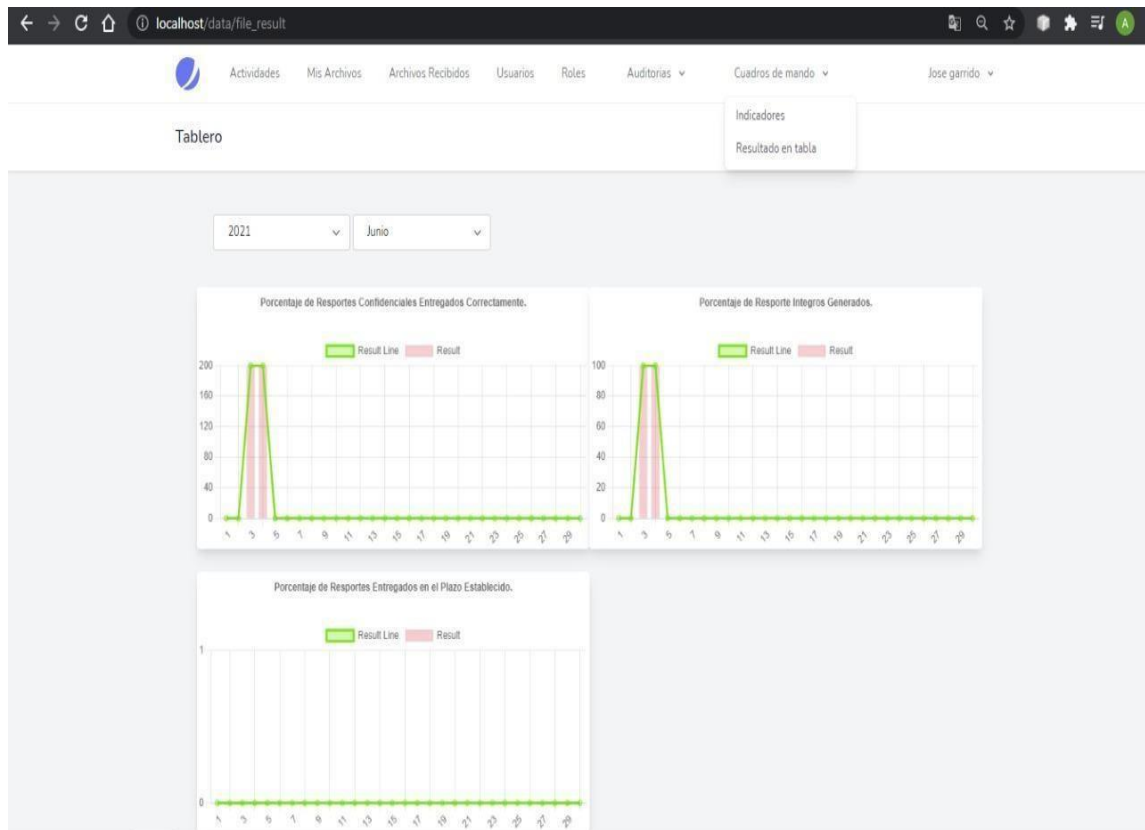 localhost/data/file_result
A
Actividades Mis Archivos Archivos Recibidos Usuarios Roles Auditorias Cuadros de mando Jose garrido
Indicadores
Resultado en tabla
Tablero
2021 Junio
Porcentaje de Resportes Confidenciales Entregados Correctamente.
Result Line Result
200
160
120
80
40
0
1 3 5 7 9 11 13 15 17 19 21 23 25 27 29
Porcentaje de Resporte Integros Generados.
Result Line Result
100
80
60
40
20
0
1 3 5 7 9 11 13 15 17 19 21 23 25 27 29
Porcentaje de Resportes Entregados en el Plazo Establecido.
Result Line Result
1
0
1 3 5 7 9 11 13 15 17 19 21 23 25 27 29